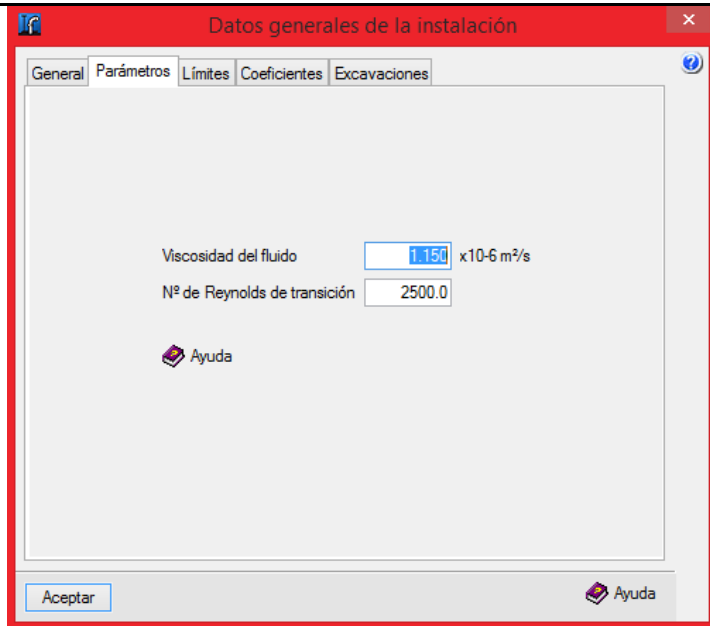 Datos generales de la instalación
General Parámetros Límites Coeficientes Excavaciones
Viscosidad del fluido 1.150 x10-6 m²/s
Nº de Reynolds de transición 2500.0
Ayuda
Aceptar Ayuda